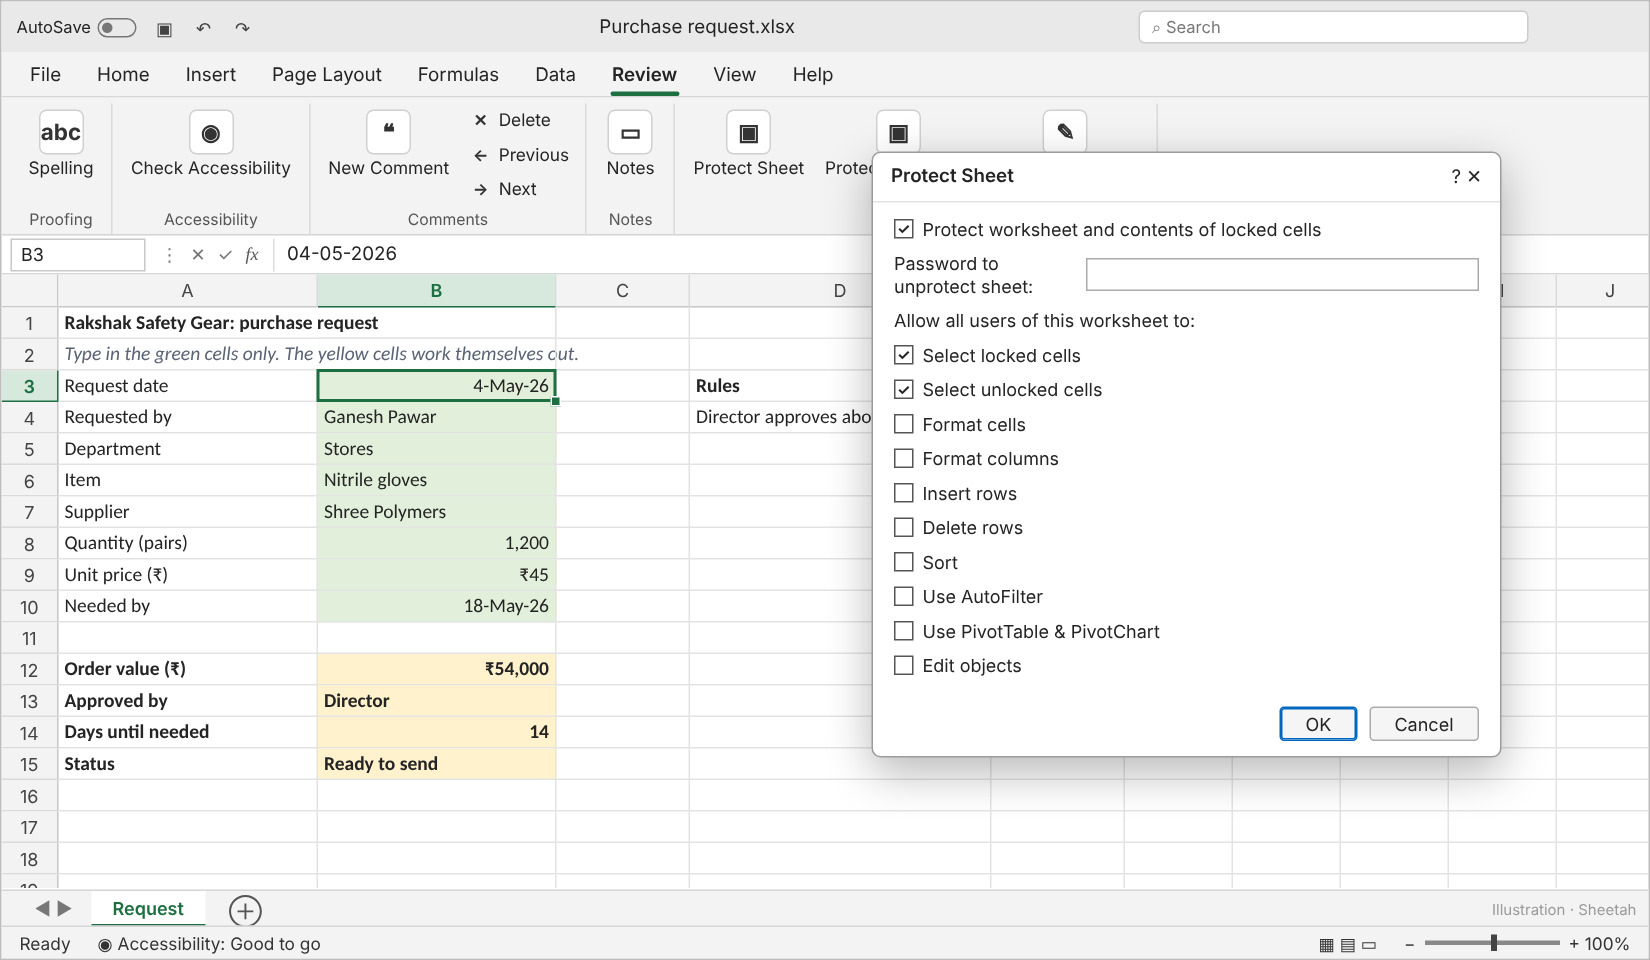 AutoSave
Purchase request.xlsx
Search
File Home Insert Page Layout Formulas Data Review View Help
abc
Spelling
Proofing
Check Accessibility
Accessibility
New Comment
Delete
Previous
Next
Comments
Notes
Notes
Protect Sheet
B3
fx
04-05-2026
A B C D J
1 Rakshak Safety Gear: purchase request
2 Type in the green cells only. The yellow cells work themselves out.
3 Request date 4-May-26 Rules
4 Requested by Ganesh Pawar Director approves abo
5 Department Stores
6 Item Nitrile gloves
7 Supplier Shree Polymers
8 Quantity (pairs) 1,200
9 Unit price (₹) ₹45
10 Needed by 18-May-26
11
12 Order value (₹) ₹54,000
13 Approved by Director
14 Days until needed 14
15 Status Ready to send
16
17
18
Protect Sheet ? ✕
Protect worksheet and contents of locked cells
Password to
unprotect sheet:
Allow all users of this worksheet to:
Select locked cells
Select unlocked cells
Format cells
Format columns
Insert rows
Delete rows
Sort
Use AutoFilter
Use PivotTable & PivotChart
Edit objects
OK Cancel
Request
Illustration · Sheetah
Ready Accessibility: Good to go
− + 100%